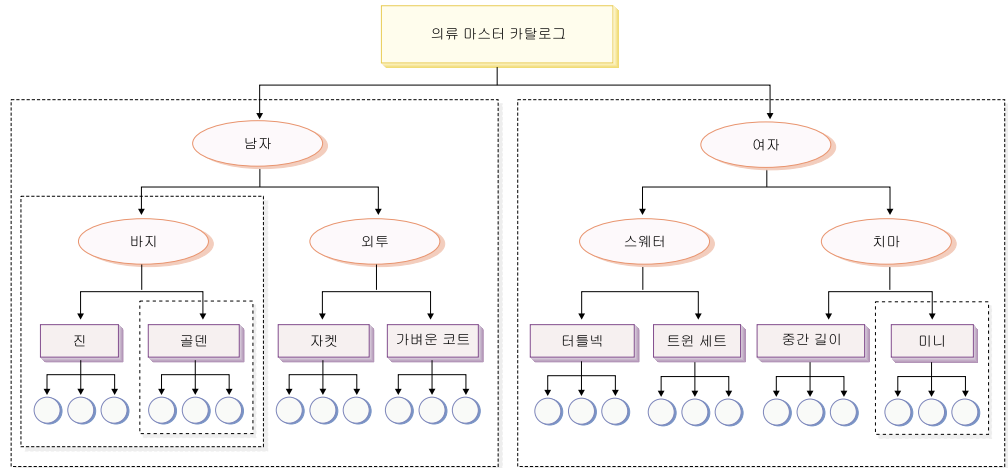 의류 마스터 카탈로그
남자
여자
바지
외투
스웨터
치마
진
골덴
자켓
가벼운 코트
터틀넥
트윈 세트
중간 길이
미니